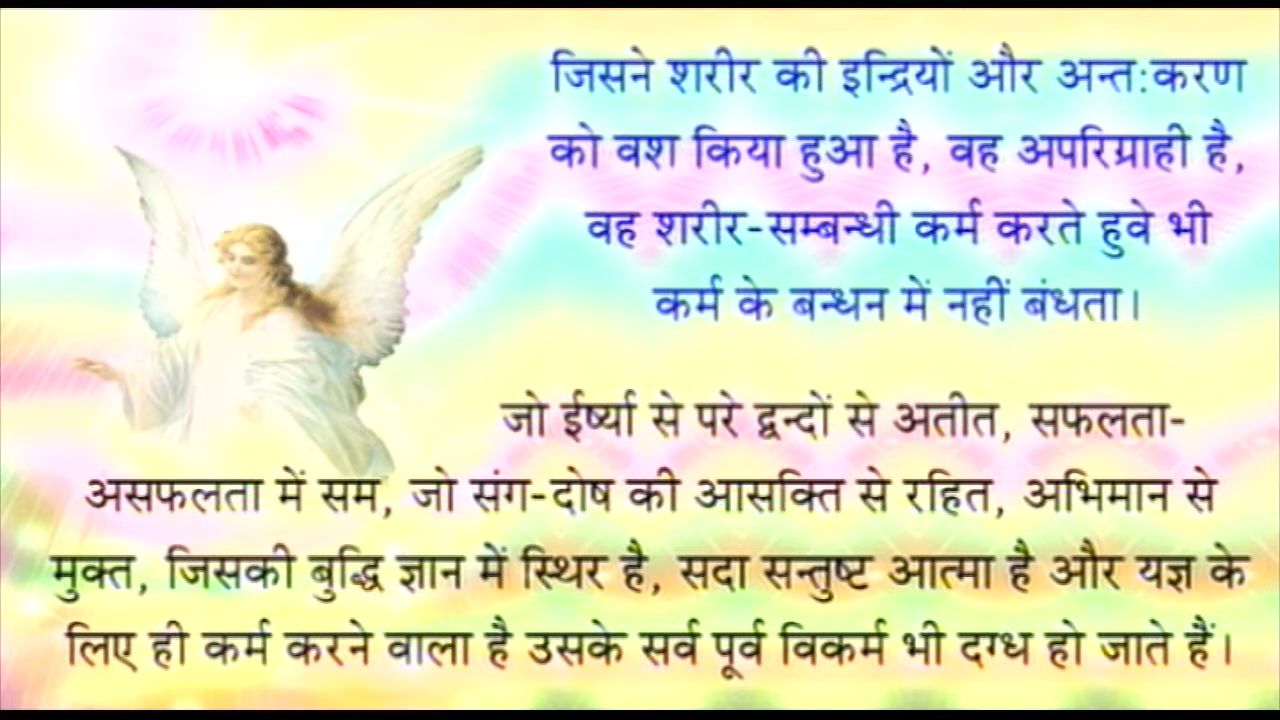 जिसने शरीर की इन्द्रियों और अन्त:करण
को वश किया हुआ है, वह अपरिग्राही है,
वह शरीर-सम्बन्धी कर्म करते हुवे भी
कर्म के बन्धन में नहीं बंधता।
जो ईर्ष्या से परे द्वन्दों से अतीत, सफलता-
असफलता में सम, जो संग-दोष की आसक्ति से रहित, अभिमान से
मुक्त, जिसकी बुद्धि ज्ञान में स्थिर है, सदा सन्तुष्ट आत्मा है और यज्ञ के
लिए ही कर्म करने वाला है उसके सर्व पूर्व विकर्म भी दग्ध हो जाते हैं।